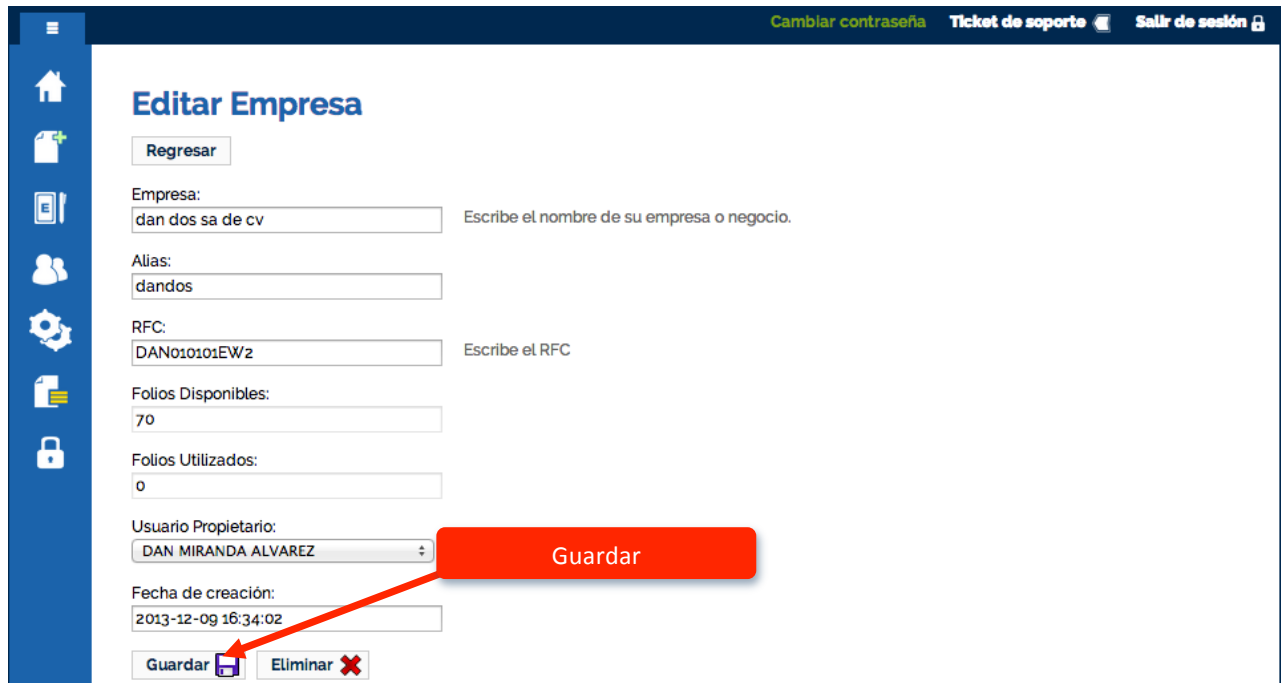 Cambiar contraseña Ticket de soporte Salir de sesión
Editar Empresa
Regresar
Empresa:
dan dos sa de cv Escribe el nombre de su empresa o negocio.
Alias:
dandos
RFC:
DAN010101EW2 Escribe el RFC
Folios Disponibles:
70
Folios Utilizados:
0
Usuario Propietario:
DAN MIRANDA ALVAREZ
Guardar
Fecha de creación:
2013-12-09 16:34:02
Guardar Eliminar
E